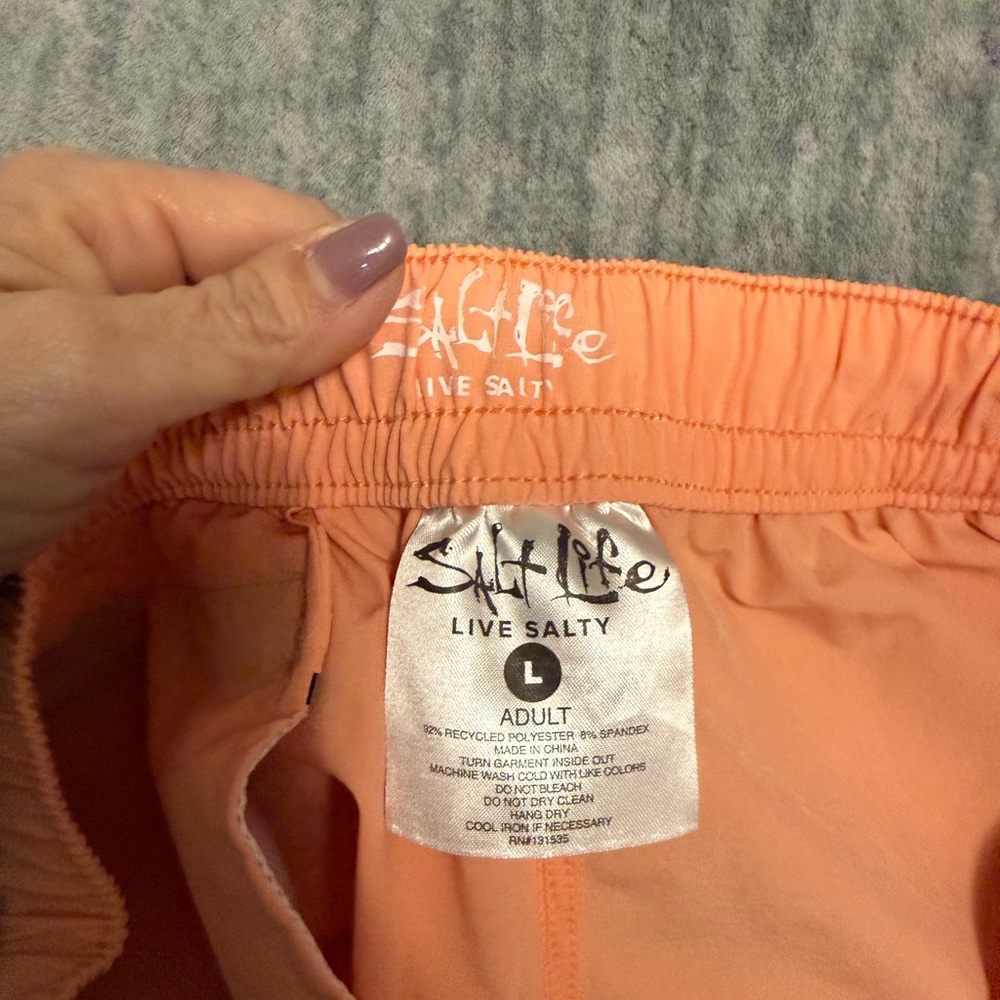 Salt Life
LIVE SALTY
Salt Life
LIVE SALTY
L
ADULT
92% RECYCLED POLYESTER 8% SPANDEX
MADE IN CHINA
TURN GARMENT INSIDE OUT
MACHINE WASH COLD WITH LIKE COLORS
DO NOT BLEACH
DO NOT DRY CLEAN
HANG DRY
COOL IRON IF NECESSARY
RN#131535